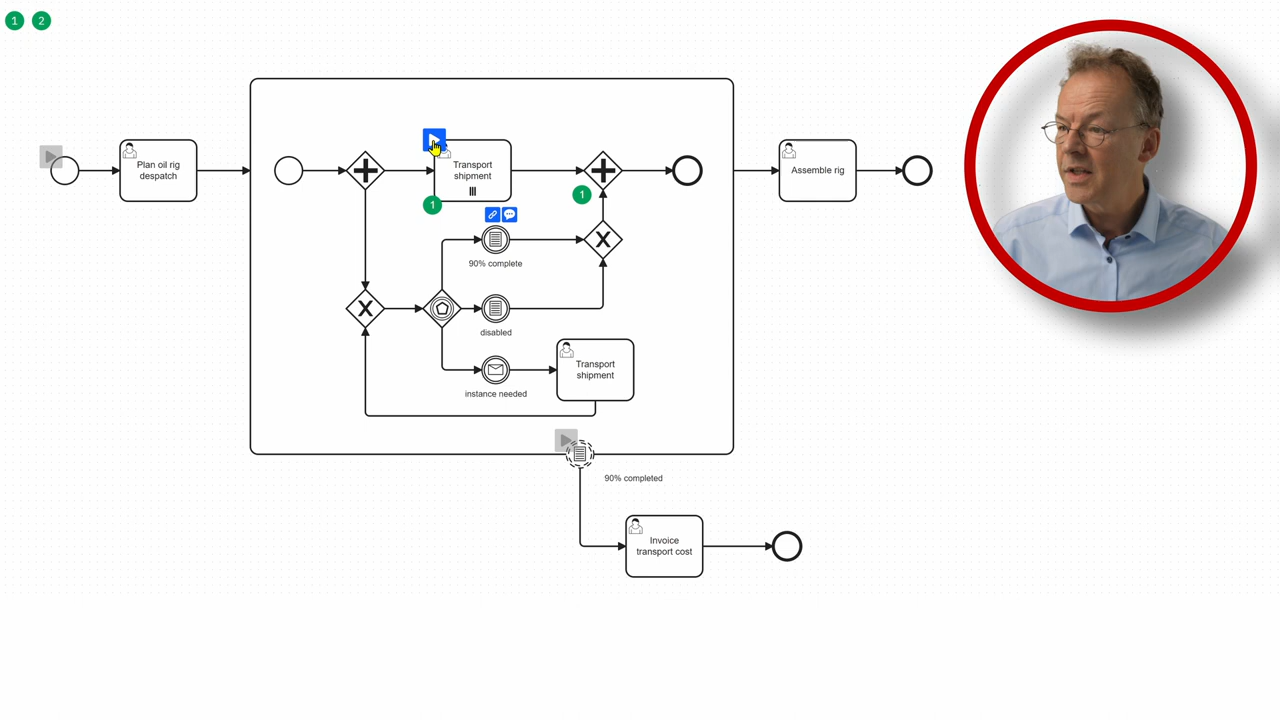 1 2
Plan oil rig
despatch
Transport
shipment
Assemble rig
1
1
90% complete
disabled
Transport
shipment
instance needed
90% completed
Invoice
transport cost